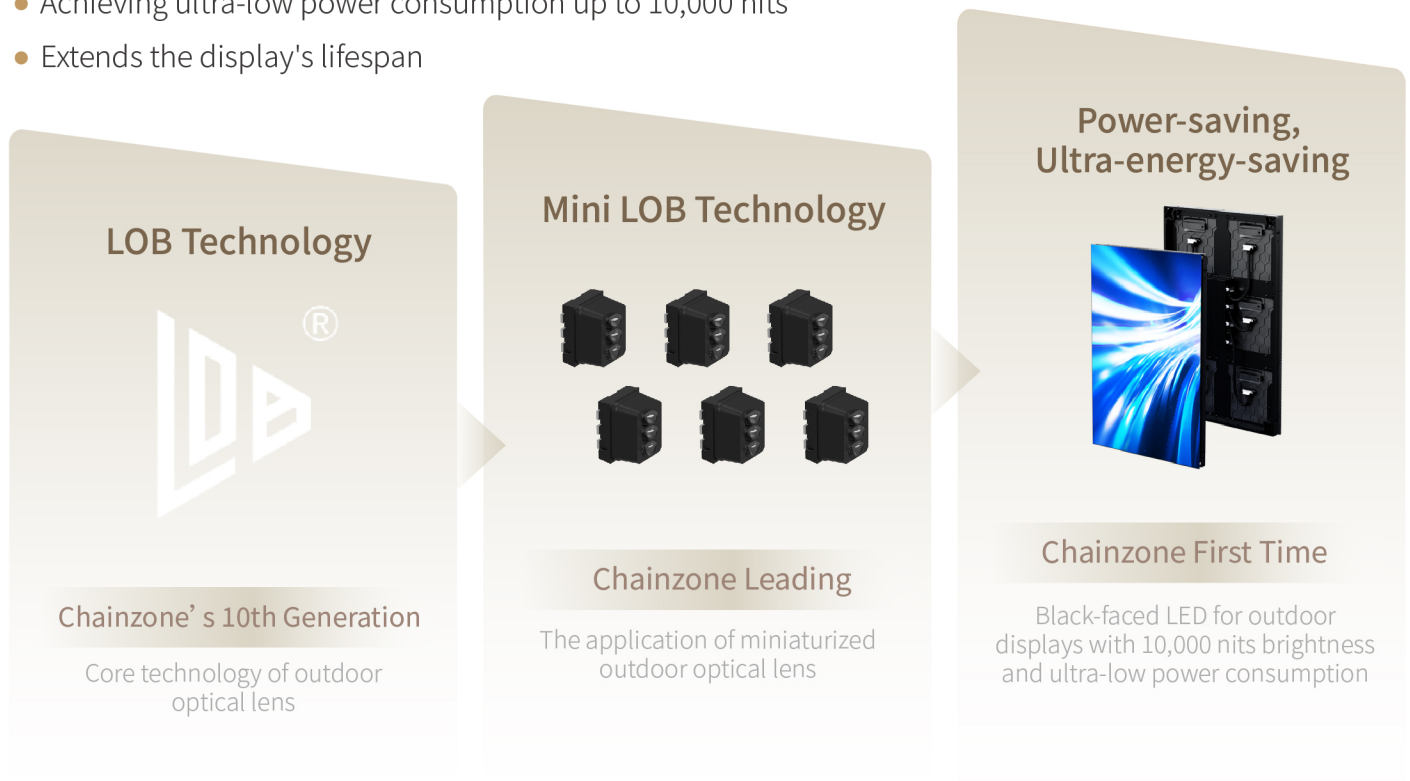 Achieving ultra-low power consumption up to 10,000 nits
Extends the display's lifespan
LOB Technology
LOB®
Chainzone’ s 10th Generation
Core technology of outdoor
optical lens
Mini LOB Technology
Chainzone Leading
The application of miniaturized
outdoor optical lens
Power-saving,
Ultra-energy-saving
Chainzone First Time
Black-faced LED for outdoor
displays with 10,000 nits brightness
and ultra-low power consumption